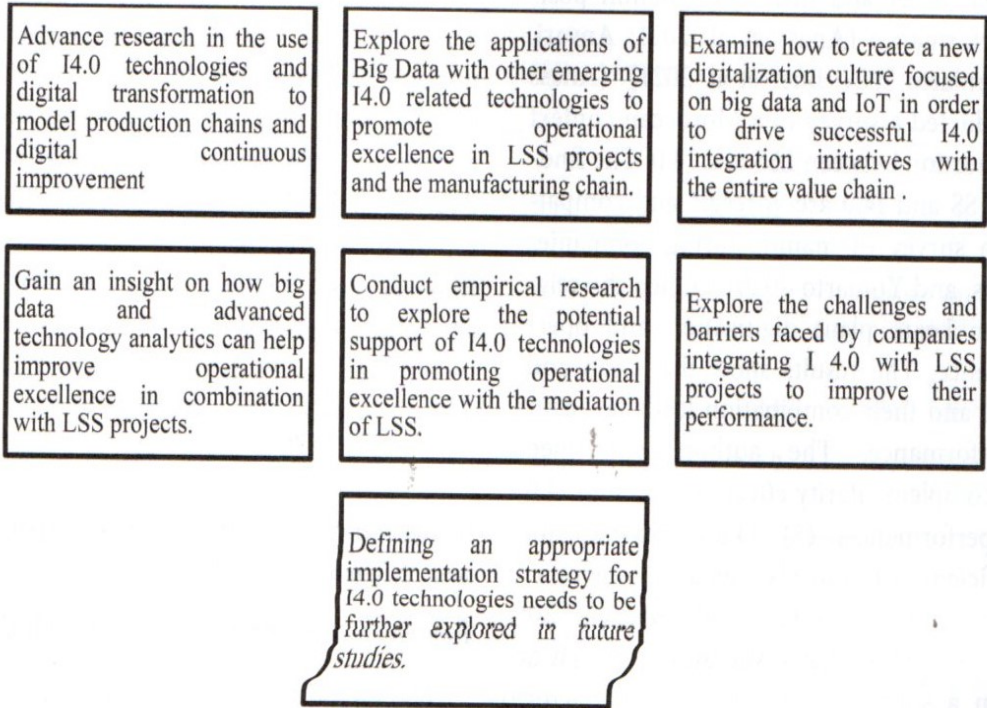 Advance research in the use
of I4.0 technologies and
digital transformation to
model production chains and
digital continuous
improvement
Explore the applications of
Big Data with other emerging
I4.0 related technologies to
promote operational
excellence in LSS projects
and the manufacturing chain.
Examine how to create a new
digitalization culture focused
on big data and IoT in order
to drive successful I4.0
integration initiatives with
the entire value chain .
Gain an insight on how big
data and advanced
technology analytics can help
improve operational
excellence in combination
with LSS projects.
Conduct empirical research
to explore the potential
support of I4.0 technologies
in promoting operational
excellence with the mediation
of LSS.
Explore the challenges and
barriers faced by companies
integrating I 4.0 with LSS
projects to improve their
performance.
Defining an appropriate
implementation strategy for
I4.0 technologies needs to be
further explored in future
studies.